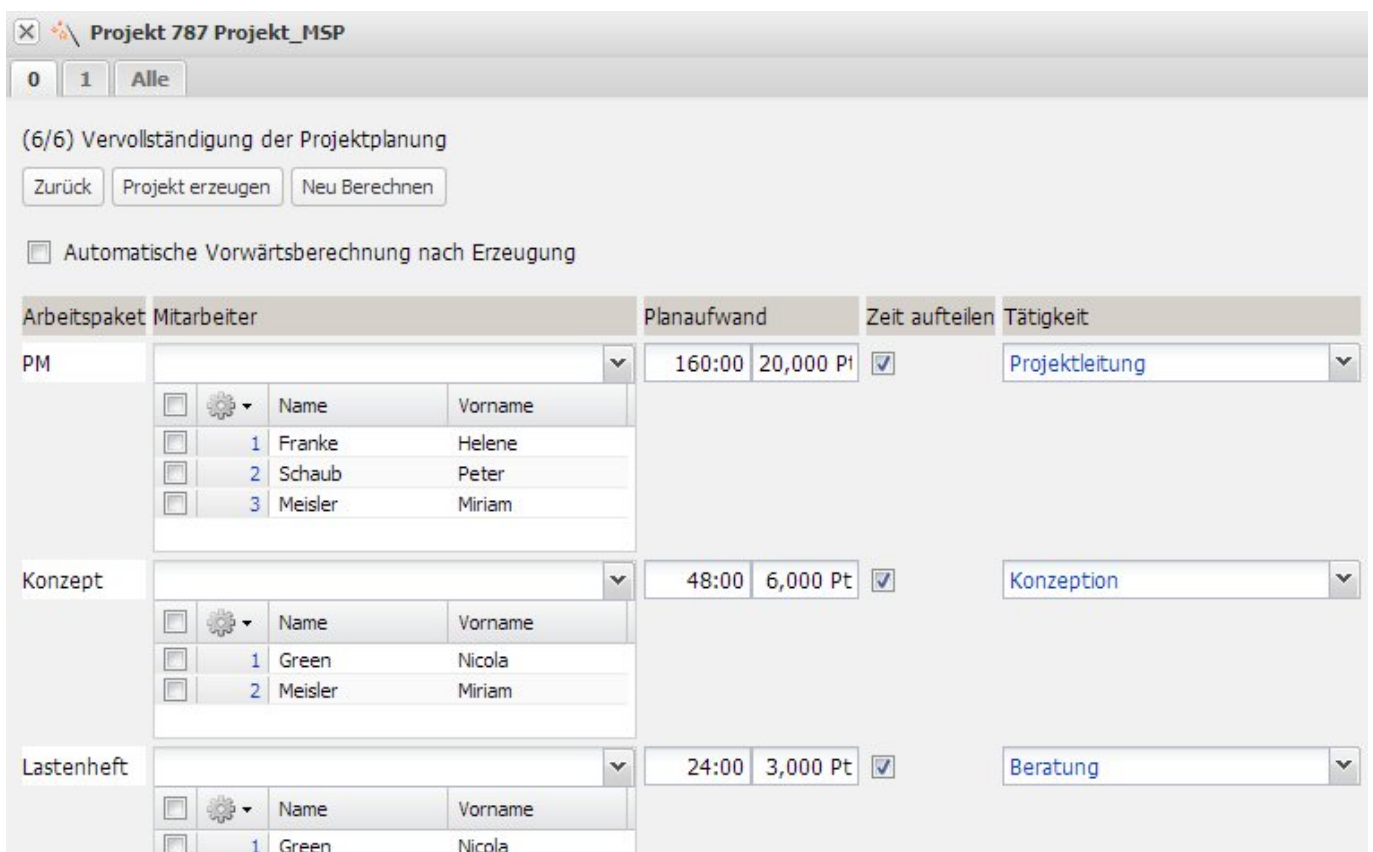 Projekt 787 Projekt_MSP
0 1 Alle
(6/6) Vervollständigung der Projektplanung
Zurück Projekt erzeugen Neu Berechnen
Automatische Vorwärtsberechnung nach Erzeugung
Arbeitspaket Mitarbeiter Planaufwand Zeit aufteilen Tätigkeit
PM 160:00 20,000 Pt Projektleitung
Name Vorname
1 Franke Helene
2 Schaub Peter
3 Meisler Miriam
Konzept 48:00 6,000 Pt Konzeption
Name Vorname
1 Green Nicola
2 Meisler Miriam
Lastenheft 24:00 3,000 Pt Beratung
Name Vorname
1 Green Nicola